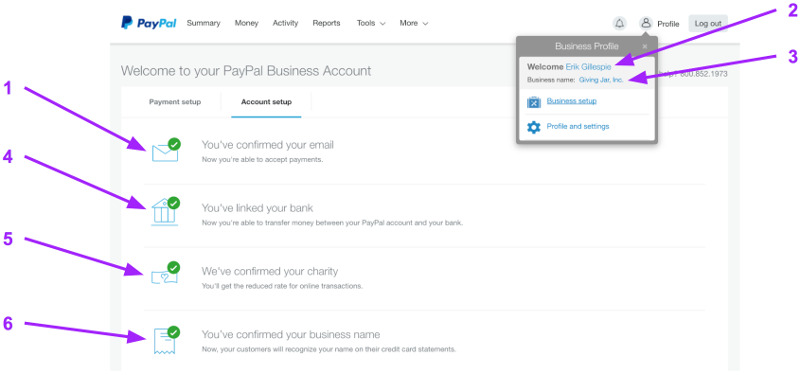 PayPal Summary Money Activity Reports Tools More Profile Log out
2
Business Profile ×
3
Welcome Erik Gillespie
Business name: Giving Jar, Inc.
Welcome to your PayPal Business Account
800.852.1973
1
Payment setup Account setup
Business setup
Profile and settings
You've confirmed your email
Now you're able to accept payments.
4
You've linked your bank
Now you're able to transfer money between your PayPal account and your bank.
5
We've confirmed your charity
You'll get the reduced rate for online transactions.
6
You've confirmed your business name
Now, your customers will recognize your name on their credit card statements.